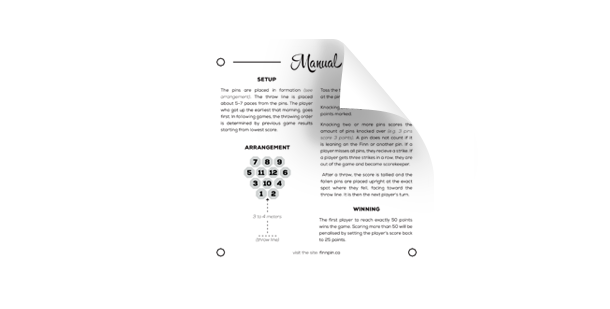 Manual
SETUP
The pins are placed in formation (see
arrangement). The throw line is placed
about 5-7 paces from the pins. The player
who got up the earliest that morning, goes
first. In following games, the throwing order
is determined by previous game results
starting from lowest score.
ARRANGEMENT
7 8 9
5 11 12 6
3 10 4
1 2
3 to 4 meters
(throw line)
Toss the
at the pin
Knocking
points marked.
Knocking two or more pins scores the
amount of pins knocked over (e.g. 3 pins
score 3 points). A pin does not count if it
is leaning on the Finn or another pin. If a
player misses all pins, they recieve a strike. If
a player gets three strikes in a row, they are
out of the game and become scorekeeper.
After a throw, the score is tallied and the
fallen pins are placed upright at the exact
spot where they fell, facing toward the
throw line. It is then the next player's turn.
WINNING
The first player to reach exactly 50 points
wins the game. Scoring more than 50 will be
penalised by setting the player's score back
to 25 points.
visit the site: finnpin.co